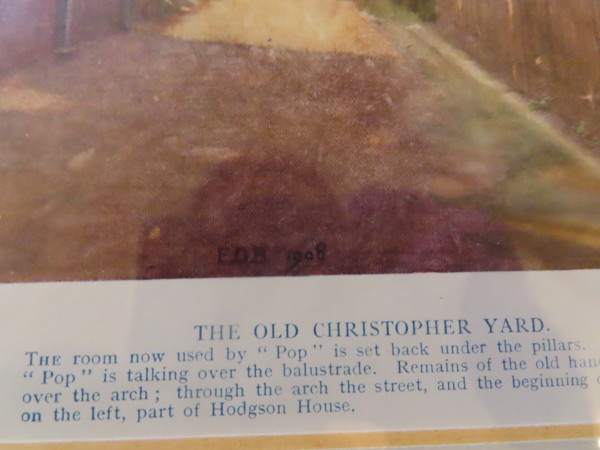 EDB 1908
THE OLD CHRISTOPHER YARD.
THE room now used by "Pop" is set back under the pillars.
"Pop" is talking over the balustrade. Remains of the old
over the arch; through the arch the street, and the beginning
on the left, part of Hodgson House.